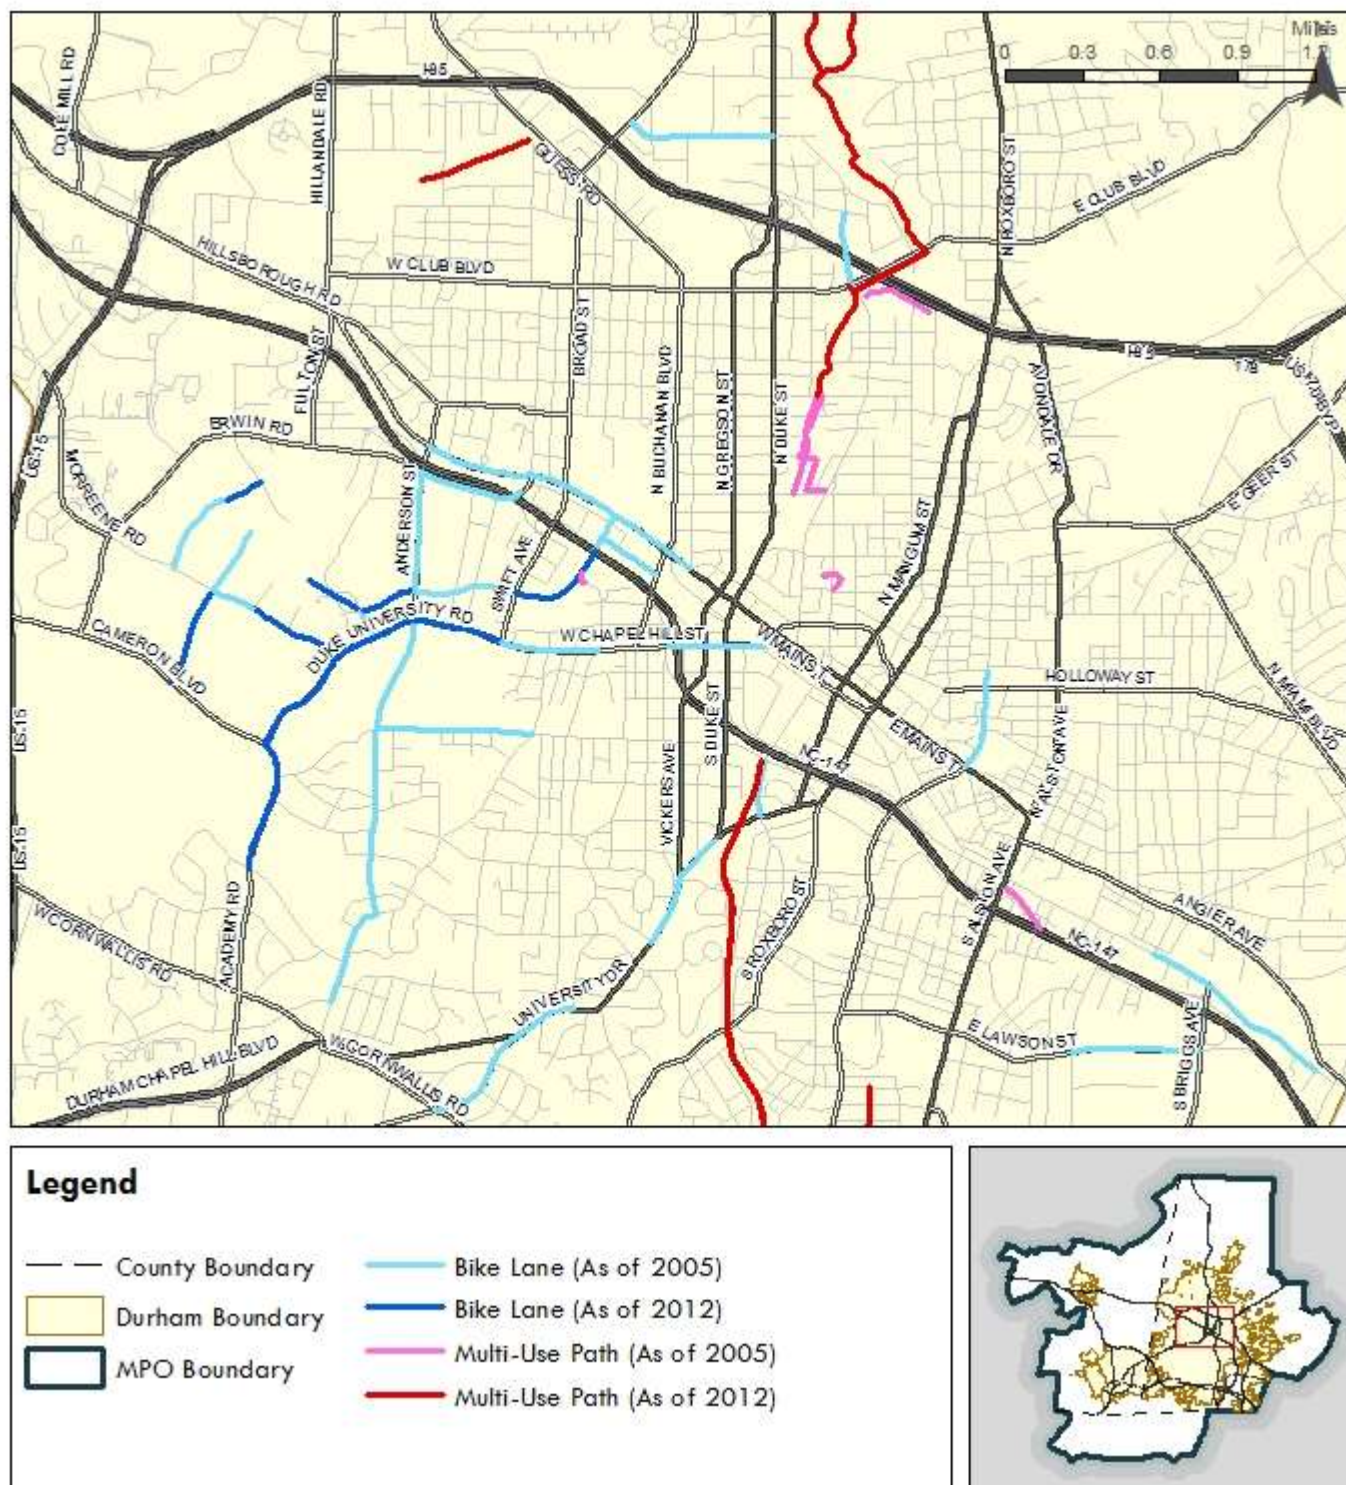 Miles
0 0.3 0.6 0.9
COLE MILL RD
I-85
HILLANDALE RD
GUESS RD
N ROXBORO ST
E CLUB BLVD
HILLSBOROUGH RD
W CLUB BLVD
BROAD ST
FULTON ST
I-85
AVONDALE DR
N BUCHANAN BLVD
N GREGSON ST
N DUKE ST
ERWIN RD
US-15
MORREENE RD
ANDERSON ST
E GEER ST
N MANGUM ST
SWAFT AVE
DUKE UNIVERSITY RD
W CHAPEL HILL ST
W MAIN ST
CAMERON BLVD
HOLLOWAY ST
N MIAMI BLVD
S DUKE ST
US-15
E MAIN ST
N ALSTON AVE
NC-147
VICKERS AVE
US-15
S ALSTON AVE
ANGIER AVE
W CORNWALLIS RD
ACADEMY RD
S ROXBORO ST
NC-147
UNIVERSITY DR
E LAWSON ST
S BRIGGS AVE
DURHAM CHAPEL HILL BLVD
W CORNWALLIS RD
Legend
County Boundary
Durham Boundary
MPO Boundary
Bike Lane (As of 2005)
Bike Lane (As of 2012)
Multi-Use Path (As of 2005)
Multi-Use Path (As of 2012)